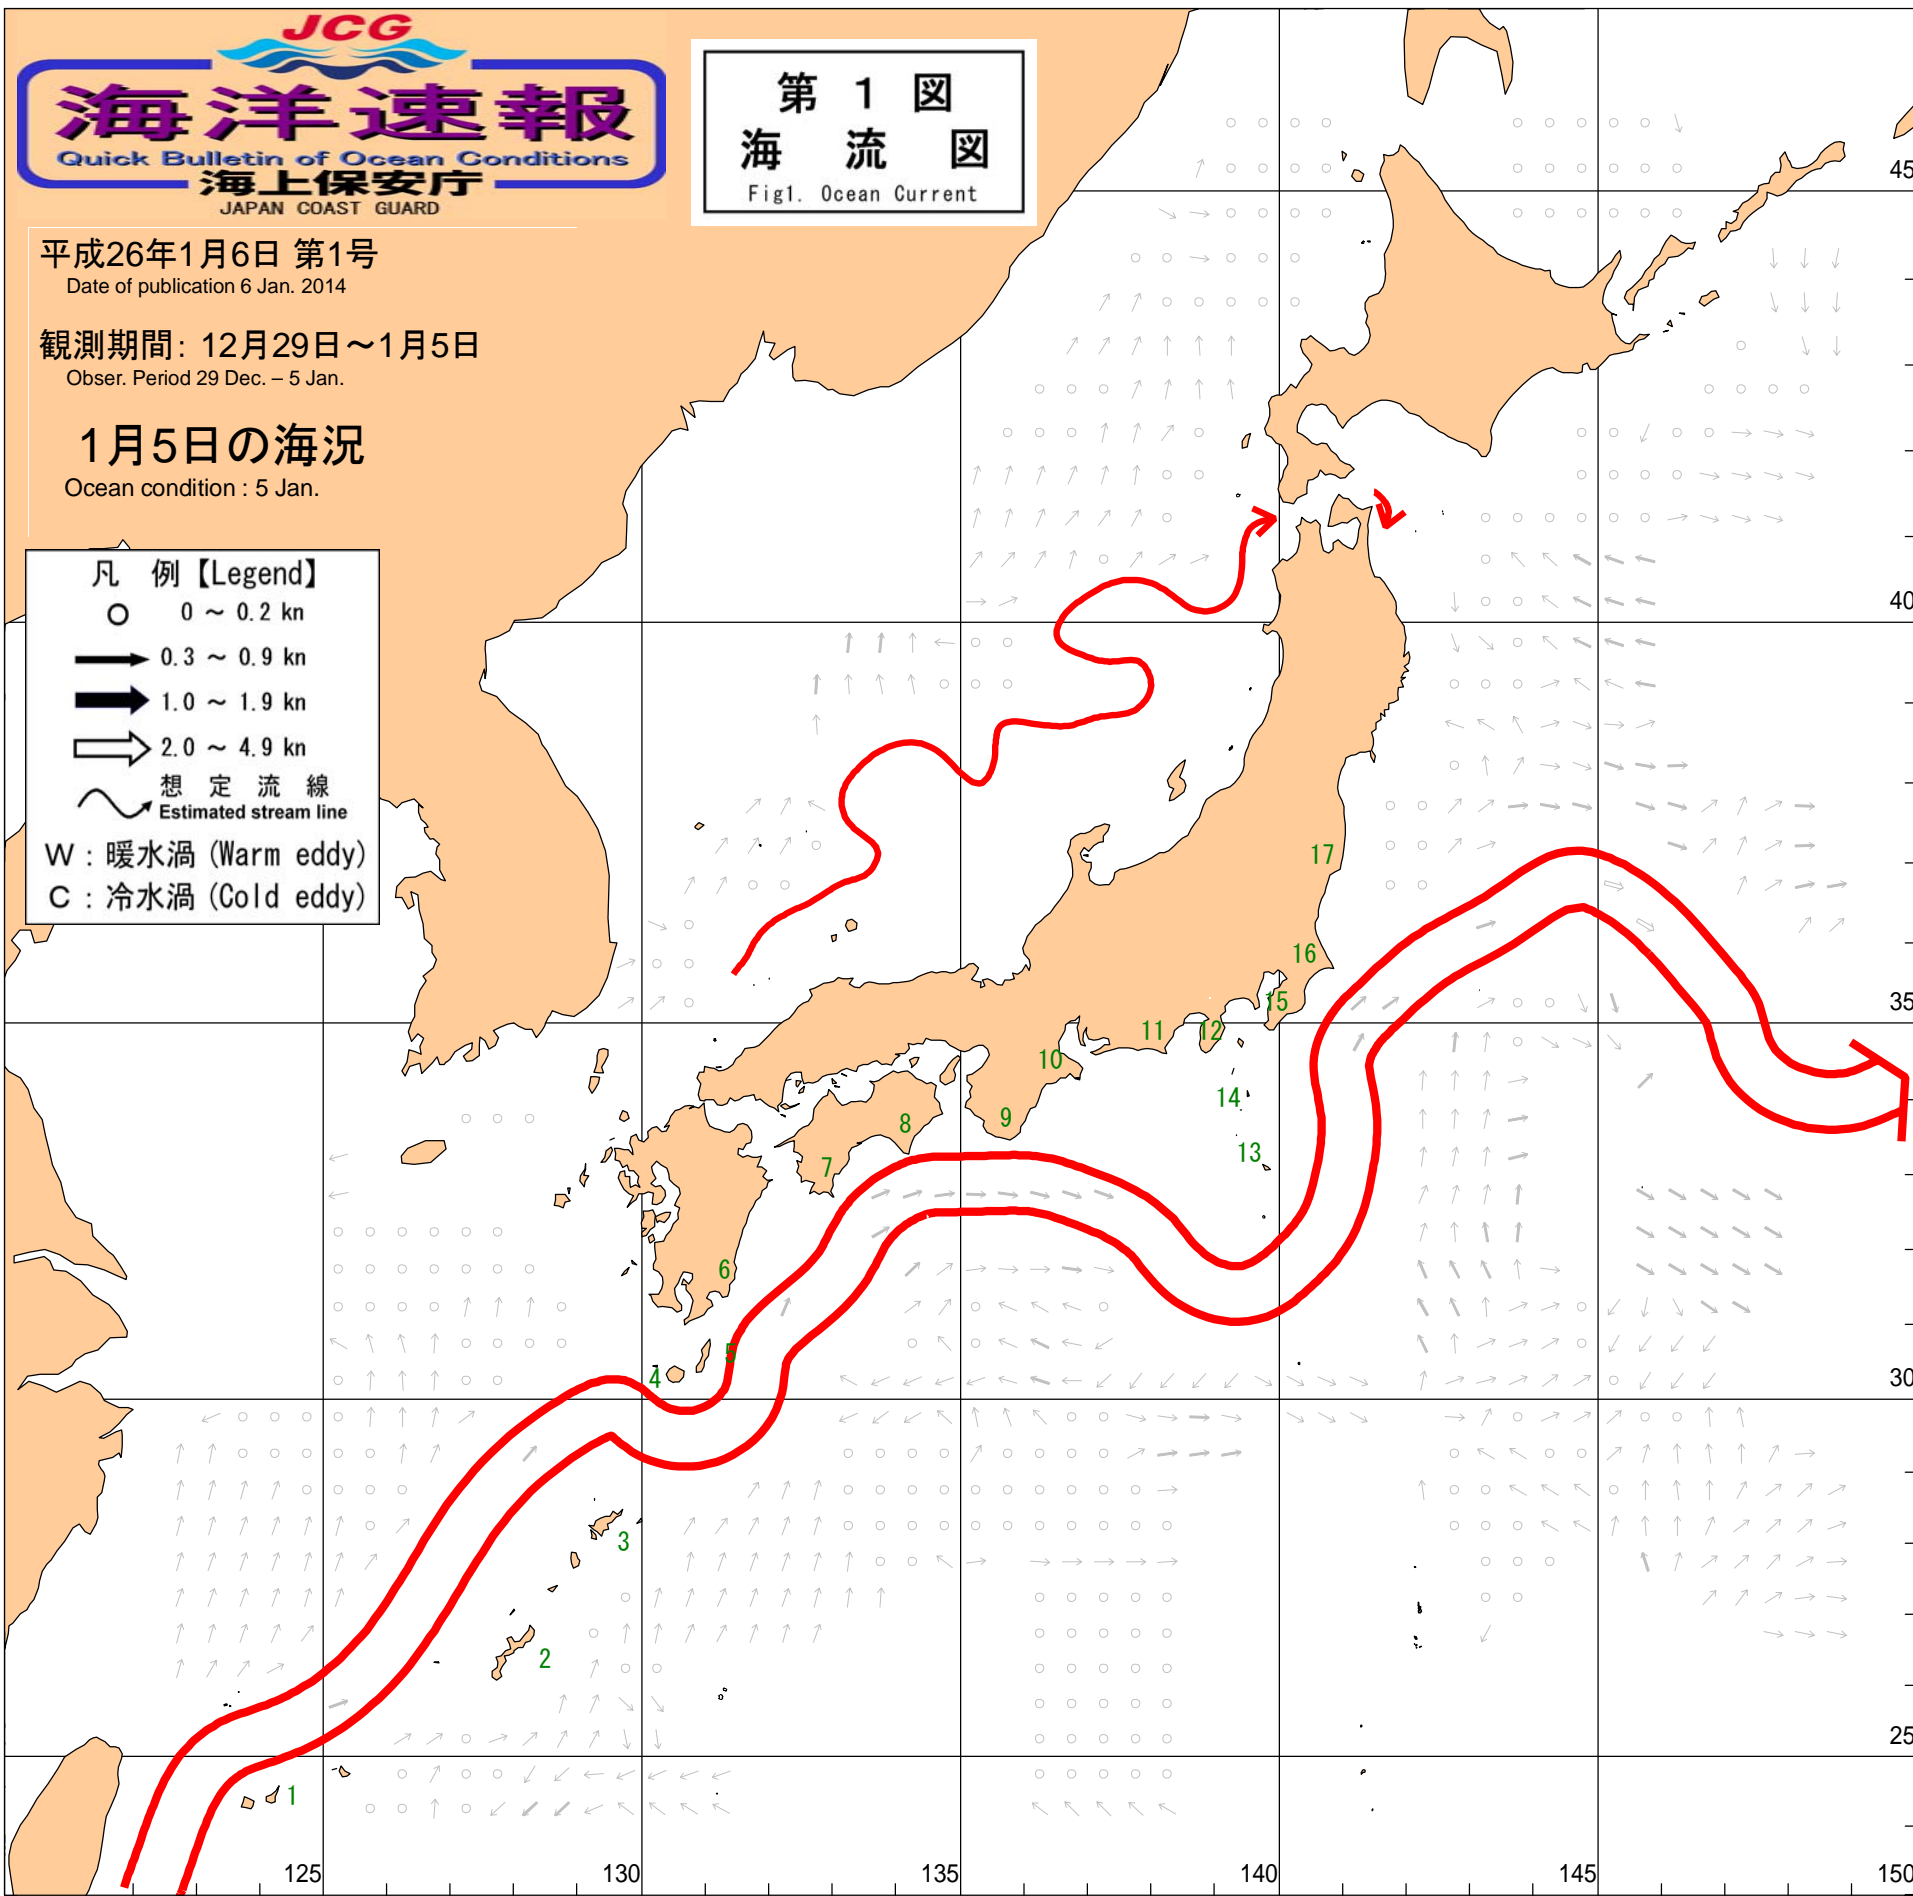 JCG
海洋速報
Quick Bulletin of Ocean Conditions
海上保安庁
JAPAN COAST GUARD
第 1 図
海 流 図
Fig1. Ocean Current
平成26年1月6日 第1号
Date of publication 6 Jan. 2014
観測期間: 12月29日～1月5日
Obser. Period 29 Dec. – 5 Jan.
1月5日の海況
Ocean condition : 5 Jan.
凡 例【Legend】
0 ～ 0.2 kn
0.3 ～ 0.9 kn
1.0 ～ 1.9 kn
2.0 ～ 4.9 kn
想 定 流 線
Estimated stream line
W : 暖水渦 (Warm eddy)
C : 冷水渦 (Cold eddy)
45
40
17
16
35
15
12
11
10
14
9
8
13
7
6
5
4
30
3
2
25
1
125
130
135
140
145
150